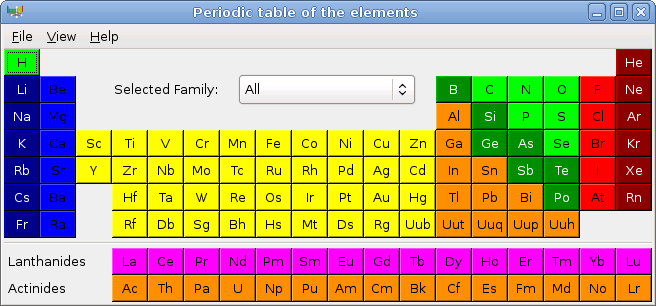 Periodic table of the elements
File View Help
H He
Selected Family: All
Li Be B C N O F Ne
Na Mg Al Si P S Cl Ar
K Ca Sc Ti V Cr Mn Fe Co Ni Cu Zn Ga Ge As Se Br Kr
Rb Sr Y Zr Nb Mo Tc Ru Rh Pd Ag Cd In Sn Sb Te I Xe
Cs Ba Hf Ta W Re Os Ir Pt Au Hg Tl Pb Bi Po At Rn
Fr Ra Rf Db Sg Bh Hs Mt Ds Rg Uub Uut Uuq Uup Uuh
Lanthanides La Ce Pr Nd Pm Sm Eu Gd Tb Dy Ho Er Tm Yb Lu
Actinides Ac Th Pa U Np Pu Am Cm Bk Cf Es Fm Md No Lr